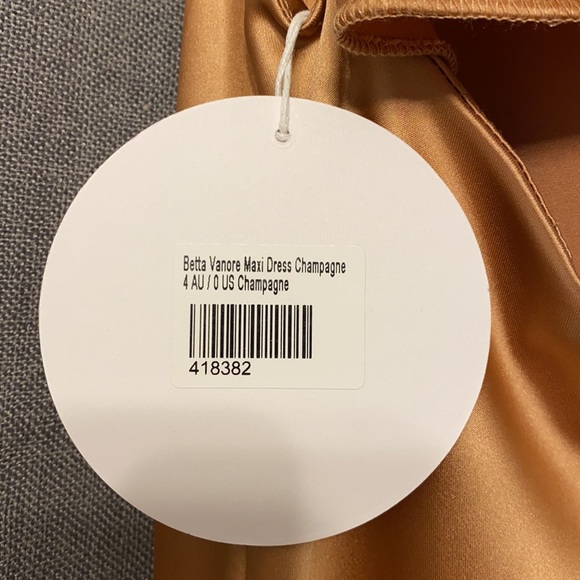 Betta Vanore Maxi Dress Champagne
4 AU / 0 US Champagne
418382